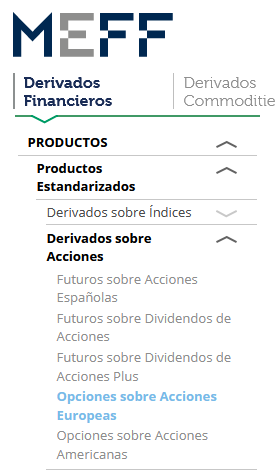 MEFF
Derivados
Financieros
Derivados
Commoditie
PRODUCTOS
Productos
Estandarizados
Derivados sobre Índices
Derivados sobre
Acciones
Futuros sobre Acciones
Españolas
Futuros sobre Dividendos de
Acciones
Futuros sobre Dividendos de
Acciones Plus
Opciones sobre Acciones
Europeas
Opciones sobre Acciones
Americanas